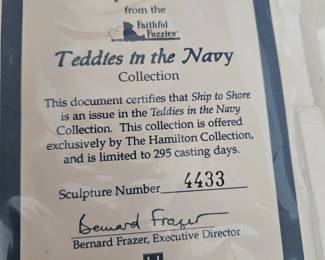 from the
Faithful
Fuzzies™
Teddies in the Navy
Collection
This document certifies that Ship to Shore
is an issue in the Teddies in the Navy
Collection. This collection is offered
exclusively by The Hamilton Collection,
and is limited to 295 casting days.
Sculpture Number 4433
Bernard Frazer
Bernard Frazer, Executive Director